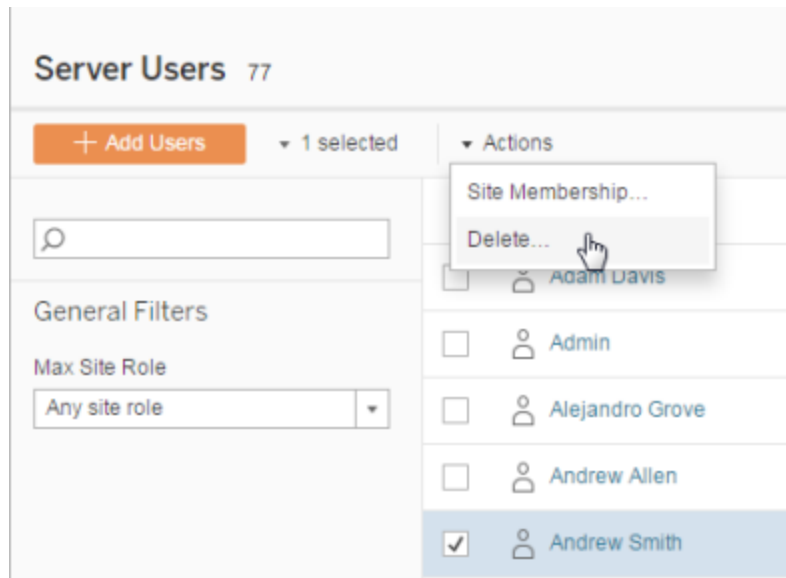 Server Users 77
+ Add Users
1 selected
Actions
Site Membership...
Delete...
General Filters
Max Site Role
Any site role
Adam Davis
Admin
Alejandro Grove
Andrew Allen
Andrew Smith